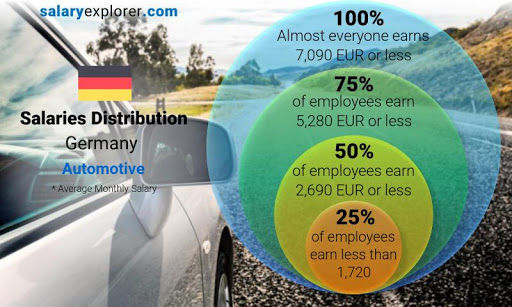 salaryexplorer.com
Salaries Distribution
Germany
Automotive
* Average Monthly Salary
100%
Almost everyone earns
7,090 EUR or less
75%
of employees earn
5,280 EUR or less
50%
of employees earn
2,690 EUR or less
25%
of employees
earn less than
1,720